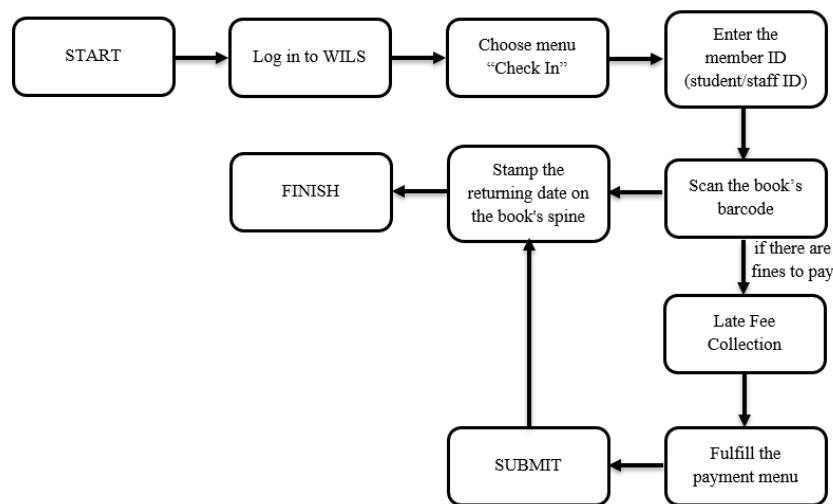 START
Log in to WILS
Choose menu
“Check In”
Enter the
member ID
(student/staff ID)
FINISH
Stamp the
returning date on
the book's spine
Scan the book’s
barcode
if there are
fines to pay
Late Fee
Collection
SUBMIT
Fulfill the
payment menu